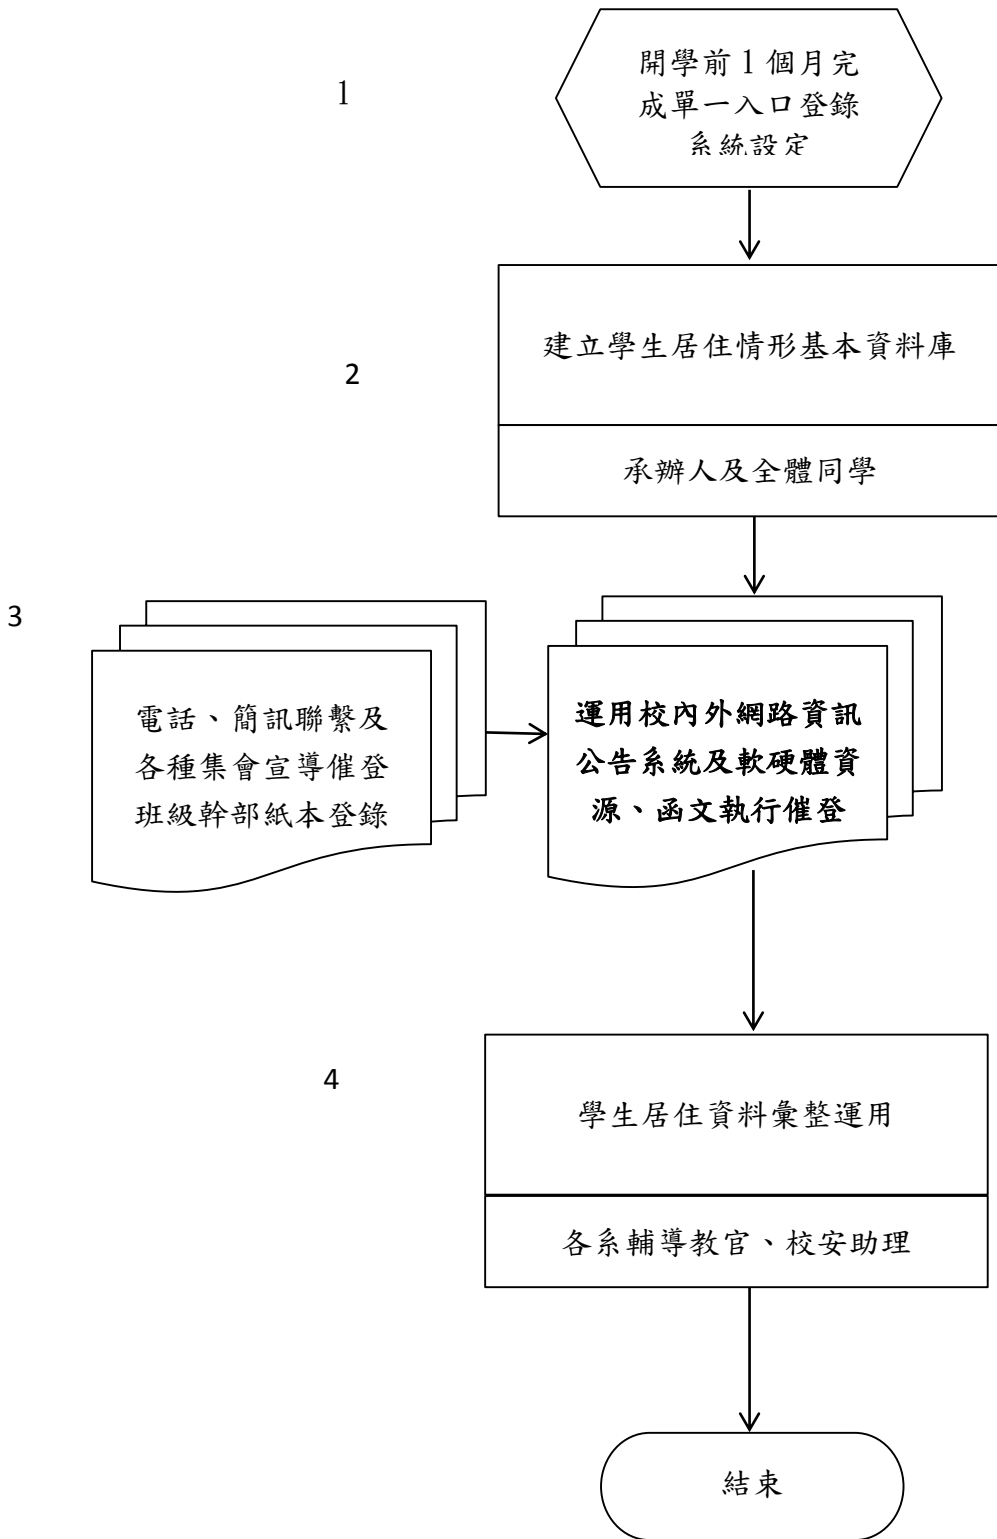 1
開學前1個月完
成單一入口登錄
系統設定
2
建立學生居住情形基本資料庫
承辦人及全體同學
3
電話、簡訊聯繫及
各種集會宣導催登
班級幹部紙本登錄
運用校內外網路資訊
公告系統及軟硬體資
源、函文執行催登
4
學生居住資料彙整運用
各系輔導教官、校安助理
結束